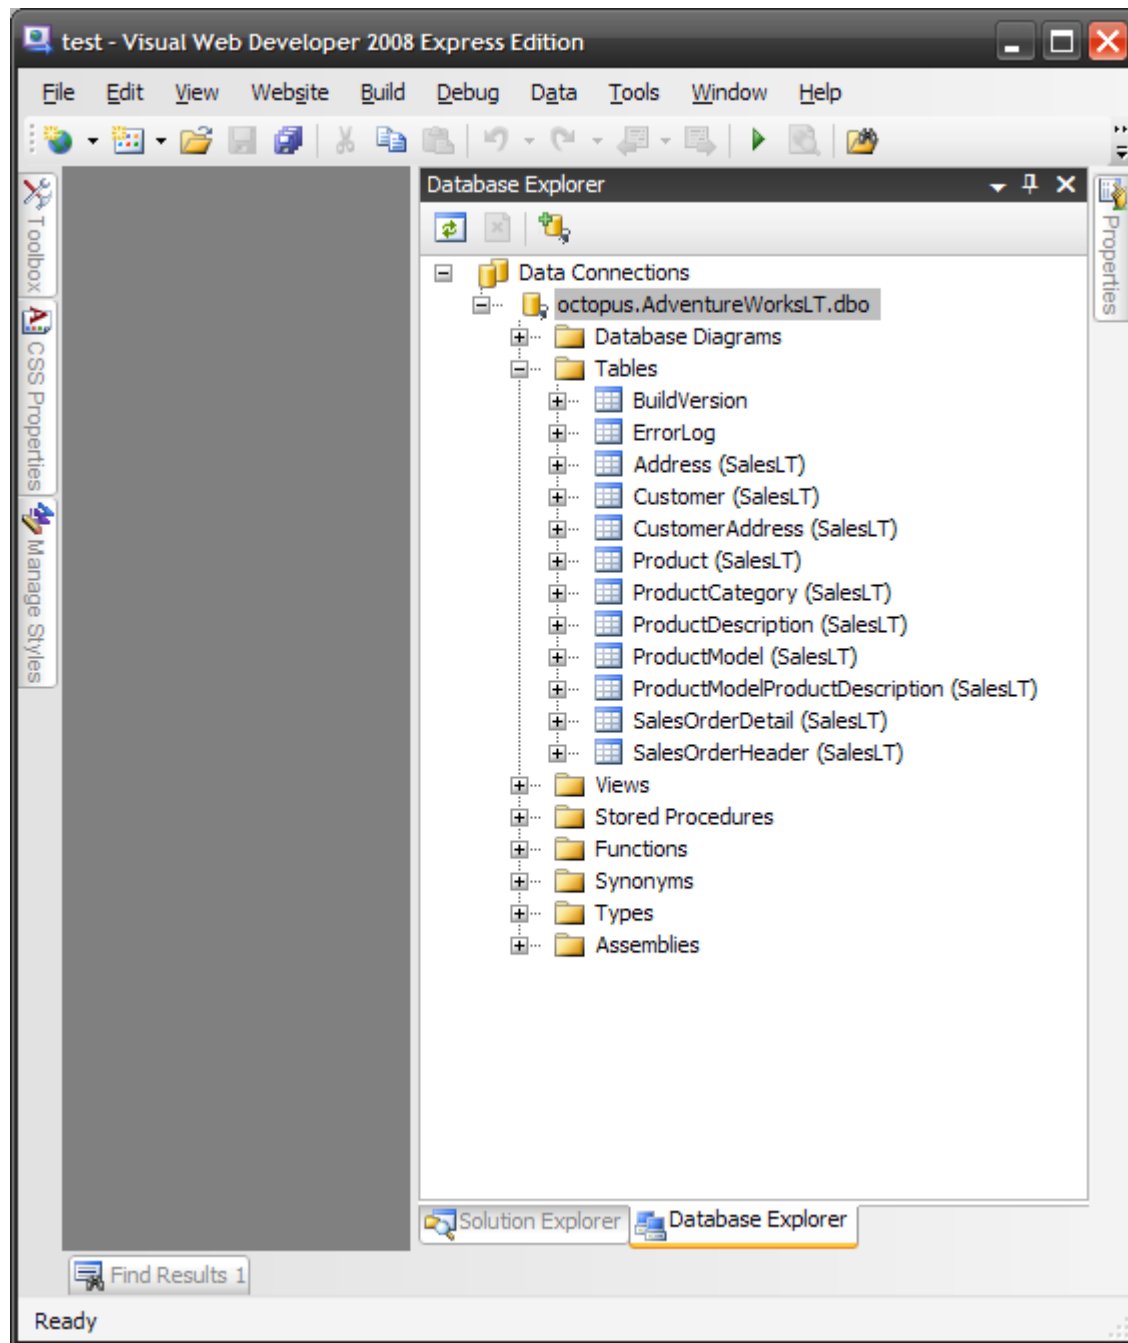 test - Visual Web Developer 2008 Express Edition
File Edit View Website Build Debug Data Tools Window Help
Toolbox
CSS Properties
Manage Styles
Database Explorer
Data Connections
octopus.AdventureWorksLT.dbo
Database Diagrams
Tables
BuildVersion
ErrorLog
Address (SalesLT)
Customer (SalesLT)
CustomerAddress (SalesLT)
Product (SalesLT)
ProductCategory (SalesLT)
ProductDescription (SalesLT)
ProductModel (SalesLT)
ProductModelProductDescription (SalesLT)
SalesOrderDetail (SalesLT)
SalesOrderHeader (SalesLT)
Views
Stored Procedures
Functions
Synonyms
Types
Assemblies
Properties
Solution Explorer Database Explorer
Find Results 1
Ready